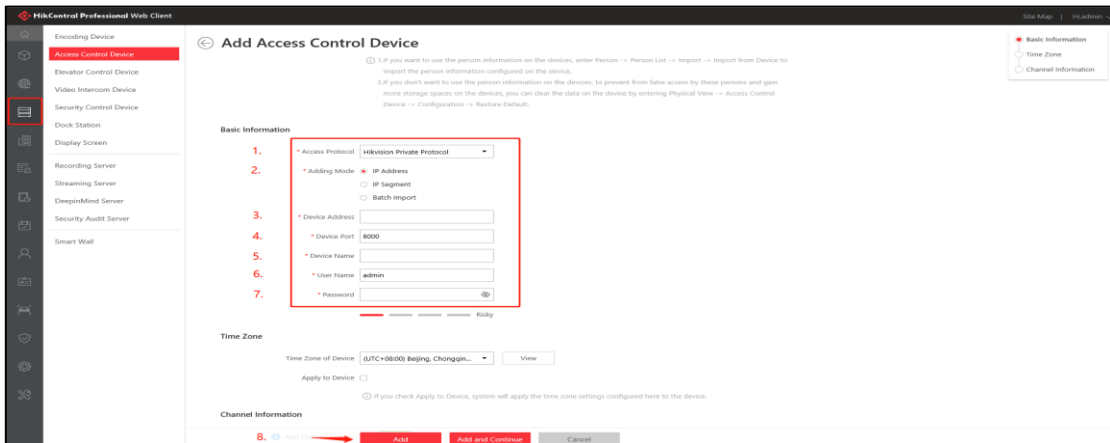 HikCentral Professional Web Client
Site Map | Hi,admin
Encoding Device
Access Control Device
Elevator Control Device
Video Intercom Device
Security Control Device
Dock Station
Display Screen
Recording Server
Streaming Server
DeepinMind Server
Security Audit Server
Smart Wall
Add Access Control Device
1.If you want to use the person information on the devices, enter Person -> Person List -> Import -> Import from Device to
import the person information configured on the device.
2.If you don't want to use the person information on the devices, to prevent from false access by these persons and gain
more storage spaces on the devices, you can clear the data on the device by entering Physical View -> Access Control
Device -> Configuration -> Restore Default.
Basic Information
Time Zone
Channel Information
Basic Information
1. * Access Protocol Hikvision Private Protocol
2. * Adding Mode IP Address
IP Segment
Batch Import
3. * Device Address
4. * Device Port 8000
5. * Device Name
6. * User Name admin
7. * Password
Risky
Time Zone
Time Zone of Device (UTC+08:00) Beijing, Chongqin... View
Apply to Device
If you check Apply to Device, system will apply the time zone settings configured here to the device.
Channel Information
8. Add Add and Continue Cancel